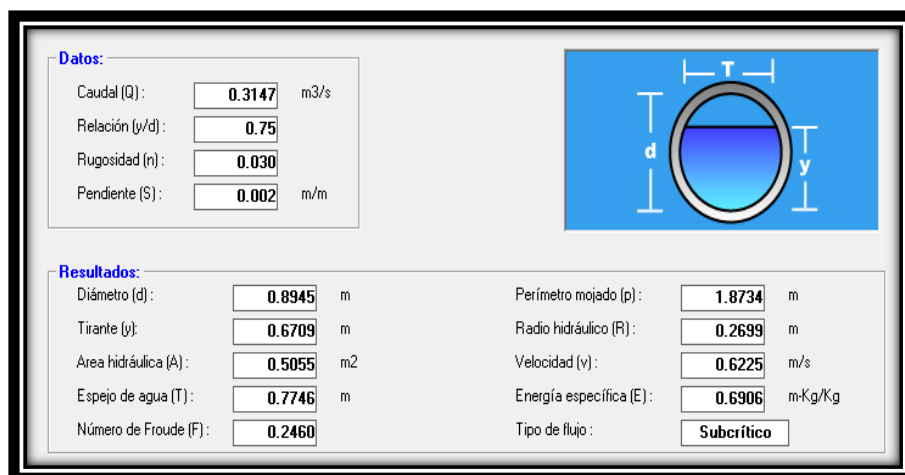 Datos:
Caudal (Q) : 0.3147 m3/s
Relación (y/d) : 0.75
Rugosidad (n) : 0.030
Pendiente (S) : 0.002 m/m
T
d
y
Resultados:
Diámetro (d) : 0.8945 m Perímetro mojado (p) : 1.8734 m
Tirante (y): 0.6709 m Radio hidráulico (R) : 0.2699 m
Area hidráulica (A) : 0.5055 m2 Velocidad (v) : 0.6225 m/s
Espejo de agua (T) : 0.7746 m Energía específica (E) : 0.6906 m-Kg/Kg
Número de Froude (F) : 0.2460 Tipo de flujo : Subcrítico